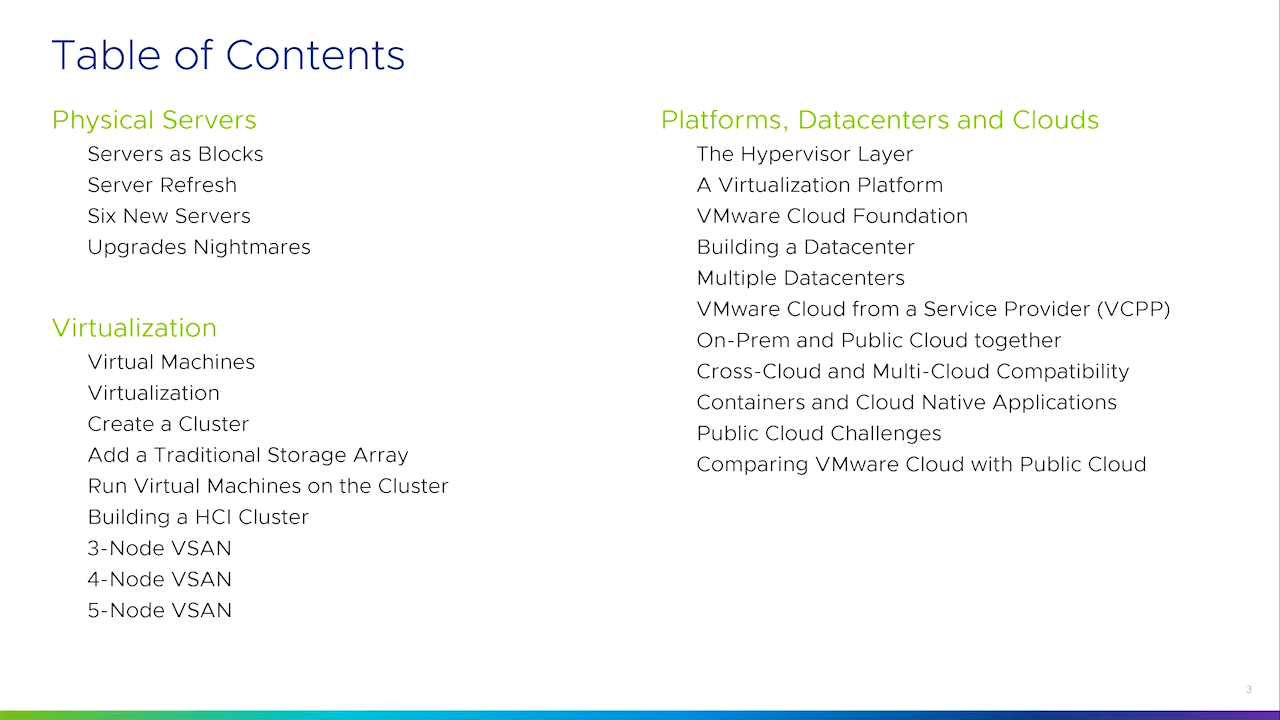 Table of Contents
Physical Servers
Servers as Blocks
Server Refresh
Six New Servers
Upgrades Nightmares
Virtualization
Virtual Machines
Virtualization
Create a Cluster
Add a Traditional Storage Array
Run Virtual Machines on the Cluster
Building a HCI Cluster
3-Node VSAN
4-Node VSAN
5-Node VSAN
Platforms, Datacenters and Clouds
The Hypervisor Layer
A Virtualization Platform
VMware Cloud Foundation
Building a Datacenter
Multiple Datacenters
VMware Cloud from a Service Provider (VCPP)
On-Prem and Public Cloud together
Cross-Cloud and Multi-Cloud Compatibility
Containers and Cloud Native Applications
Public Cloud Challenges
Comparing VMware Cloud with Public Cloud
3